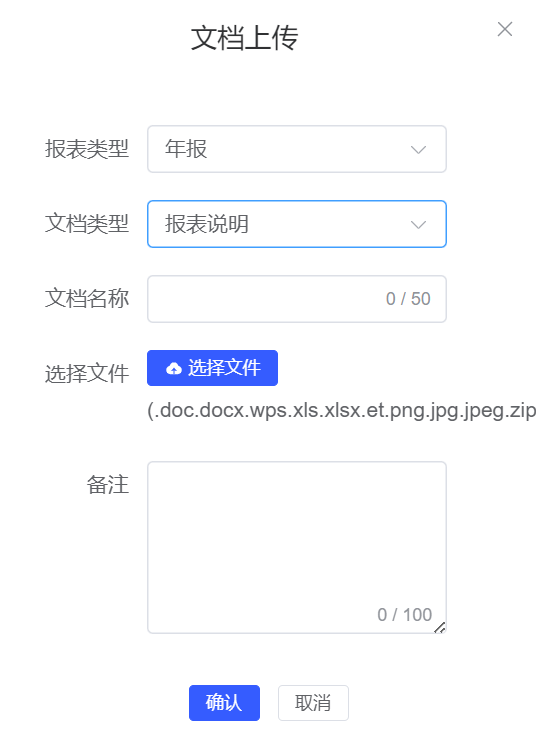 文档上传
报表类型 年报
文档类型 报表说明
文档名称 0 / 50
选择文件 选择文件
(.doc.docx.wps.xls.xlsx.et.png.jpg.jpeg.zip
备注
0 / 100
确认 取消